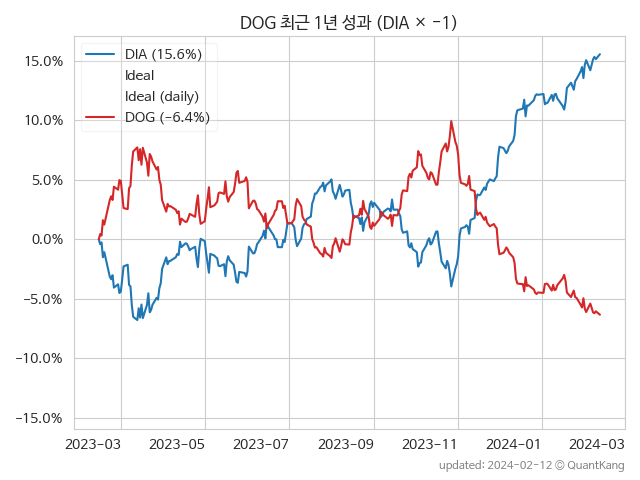 DOG 최근 1년 성과 (DIA × -1)
DIA (15.6%)
Ideal
Ideal (daily)
DOG (-6.4%)
15.0%
10.0%
5.0%
0.0%
-5.0%
-10.0%
-15.0%
2023-03 2023-05 2023-07 2023-09 2023-11 2024-01 2024-03
updated: 2024-02-12 © QuantKang